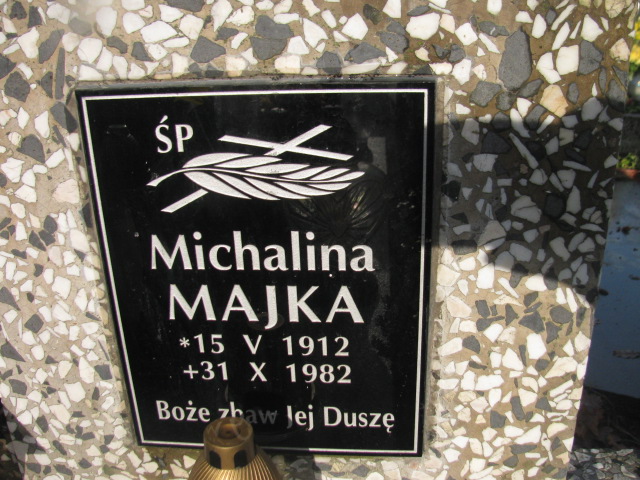 ŚP
Michalina
MAJKA
*15 V 1912
+31 X 1982
Boże zbaw Jej Duszę